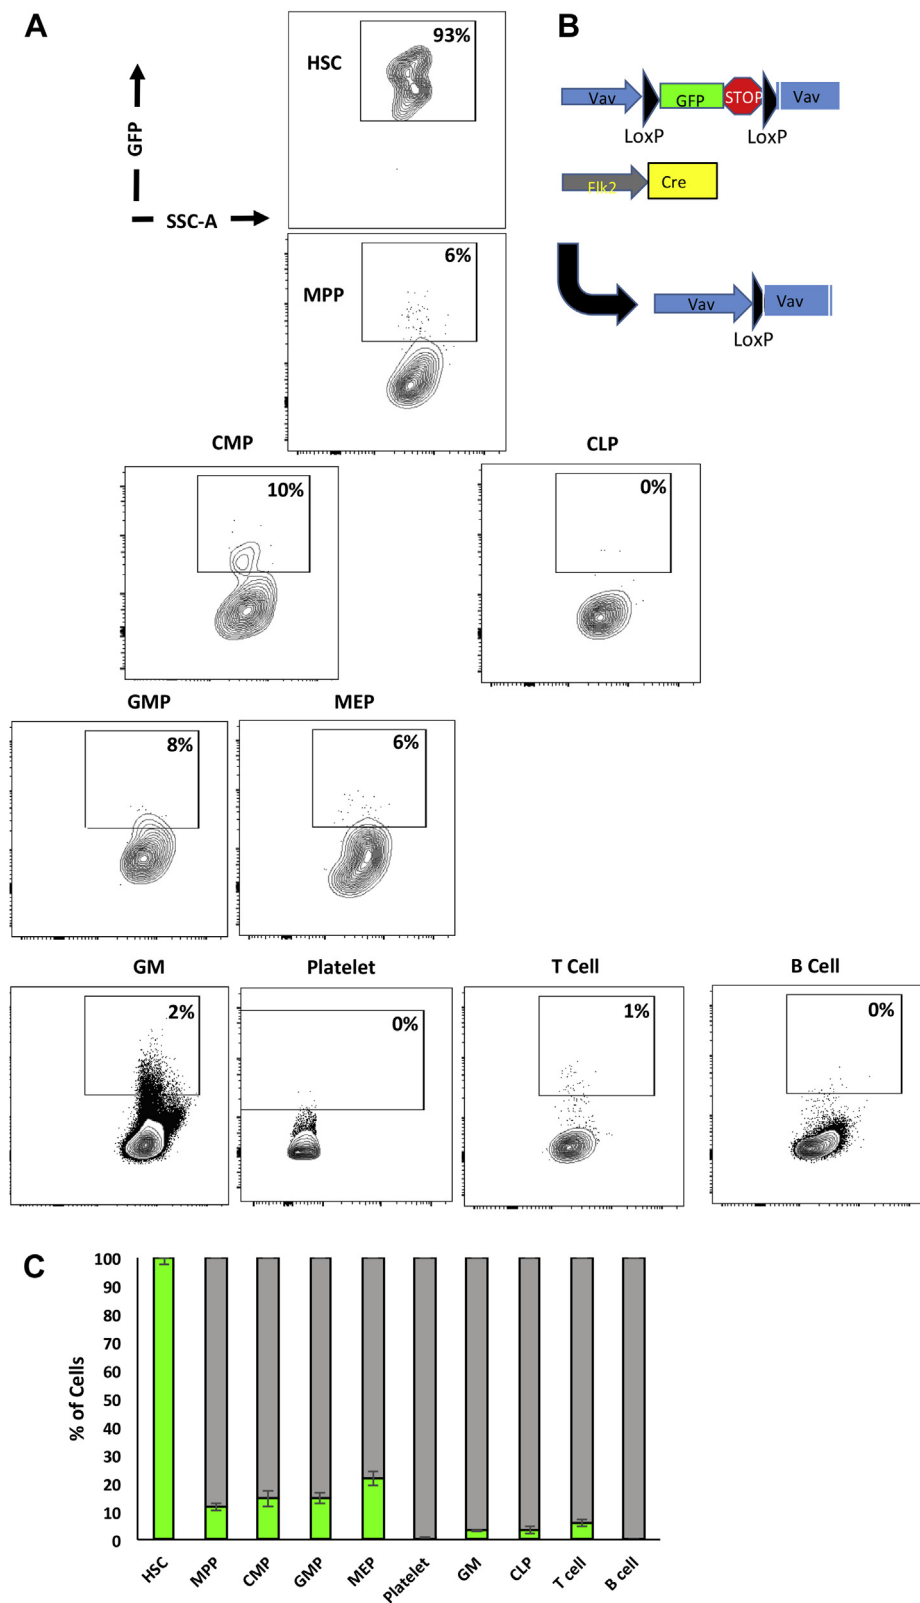 A
HSC
93%
GFP
SSC-A
MPP
6%
B
Vav
GFP
STOP
Vav
LoxP
LoxP
Flk2
Cre
Vav
Vav
LoxP
CMP
10%
CLP
0%
GMP
8%
MEP
6%
GM
2%
Platelet
0%
T Cell
1%
B Cell
0%
C
% of Cells
100
90
80
70
60
50
40
30
20
10
0
HSC
MPP
CMP
GMP
MEP
Platelet
GM
CLP
T cell
B cell